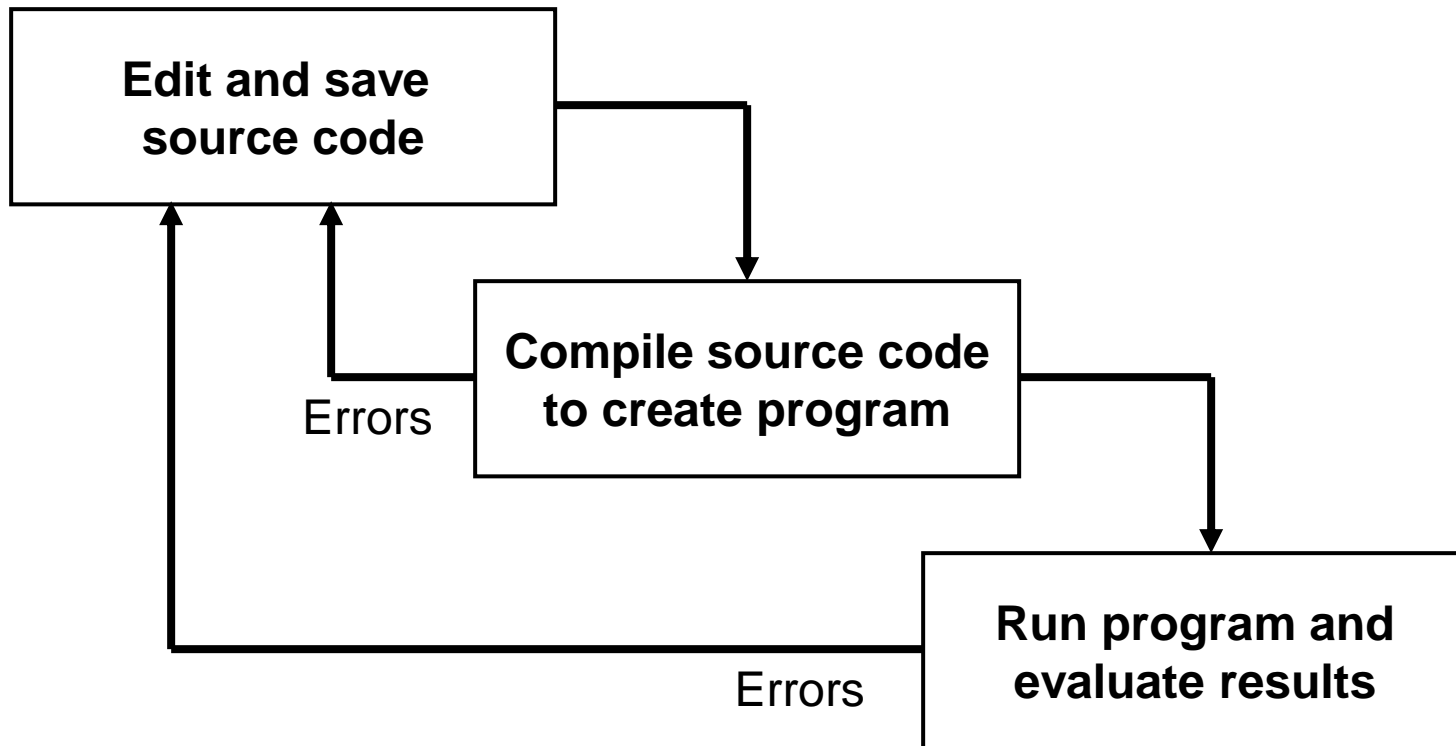 Edit and save
source code
Compile source code
to create program
Errors
Run program and
evaluate results
Errors